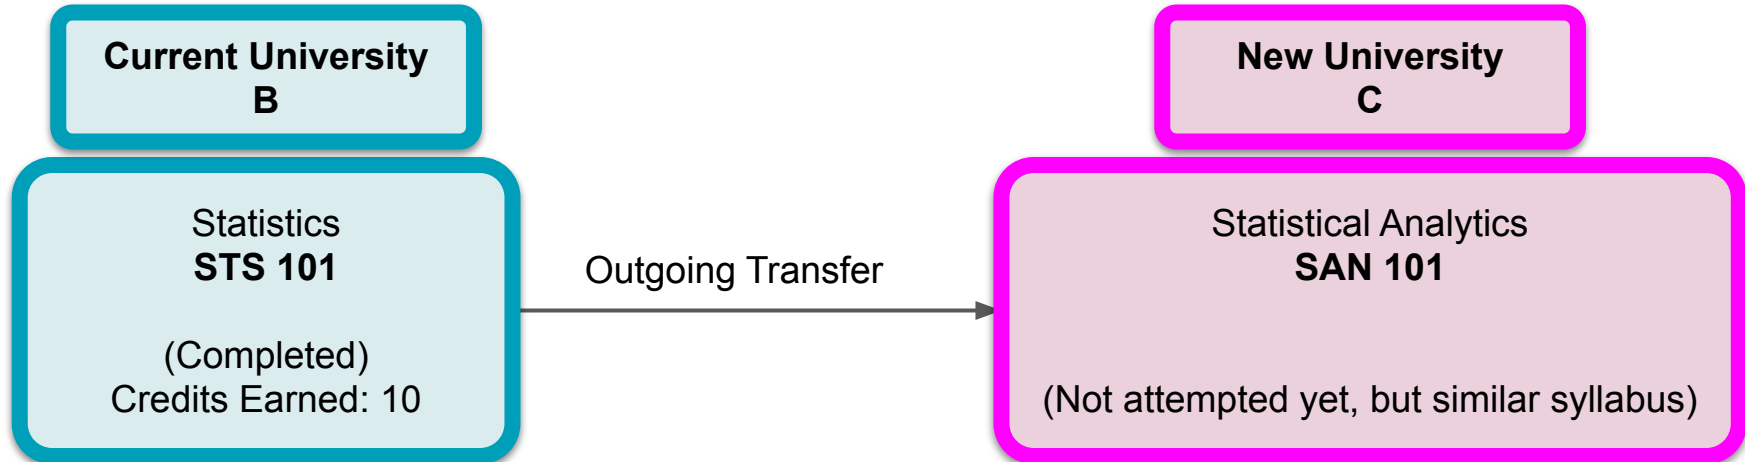 Current University
B
New University
C
Statistics
STS 101
(Completed)
Credits Earned: 10
Outgoing Transfer
Statistical Analytics
SAN 101
(Not attempted yet, but similar syllabus)